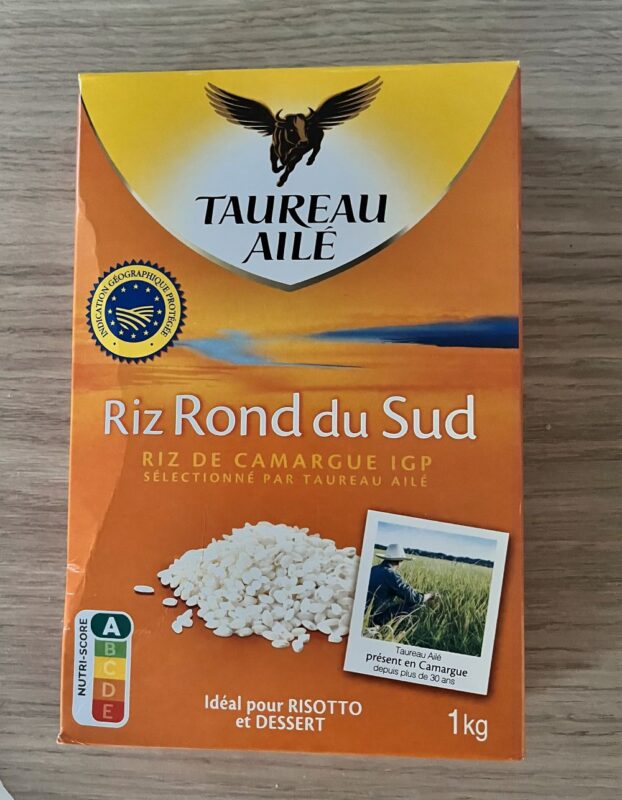 TAUREAU
AILÉ
INDICATION GÉOGRAPHIQUE PROTÉGÉE
Riz Rond du Sud
RIZ DE CAMARGUE IGP
SÉLECTIONNÉ PAR TAUREAU AILÉ
Taureau Ailé
présent en Camargue
depuis plus de 30 ans
NUTRI-SCORE
A
B
C
D
E
Idéal pour RISOTTO
et DESSERT
1kg